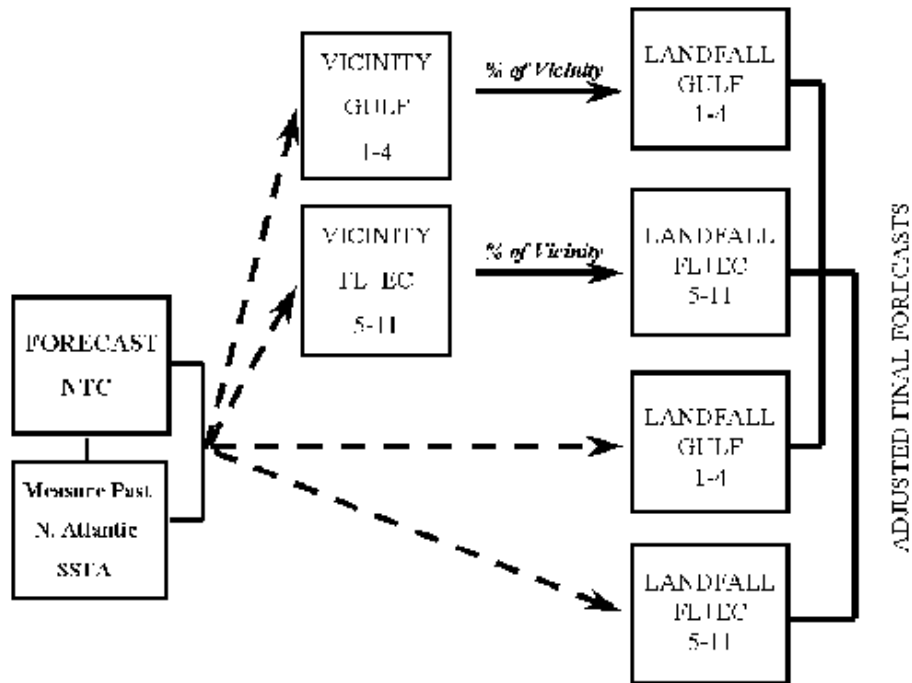 VICINITY
GULF
1-4
% of Vicinity
LANDFALL
GULF
1-4
VICINITY
FL+EC
5-11
% of Vicinity
LANDFALL
FL+EC
5-11
FORECAST
NTC
Measure Past
N. Atlantic
SSTA
LANDFALL
GULF
1-4
LANDFALL
FL+EC
5-11
ADJUSTED FINAL FORECASTS